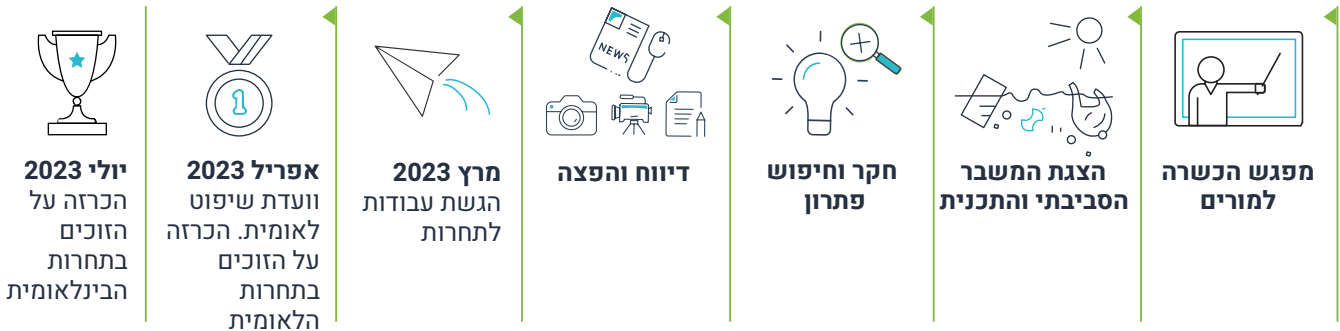 מפגש הכשרה
למורים
הצגת המשבר
הסביבתי והתכנית
חקר וחיפוש
פתרון
NEWS
דיווח והפצה
מרץ 2023
הגשת עבודות
לתחרות
1
אפריל 2023
וועדת שיפוט
לאומית. הכרזה
על הזוכים
בתחרות
הלאומית
יולי 2023
הכרזה על
הזוכים
בתחרות
הבינלאומית